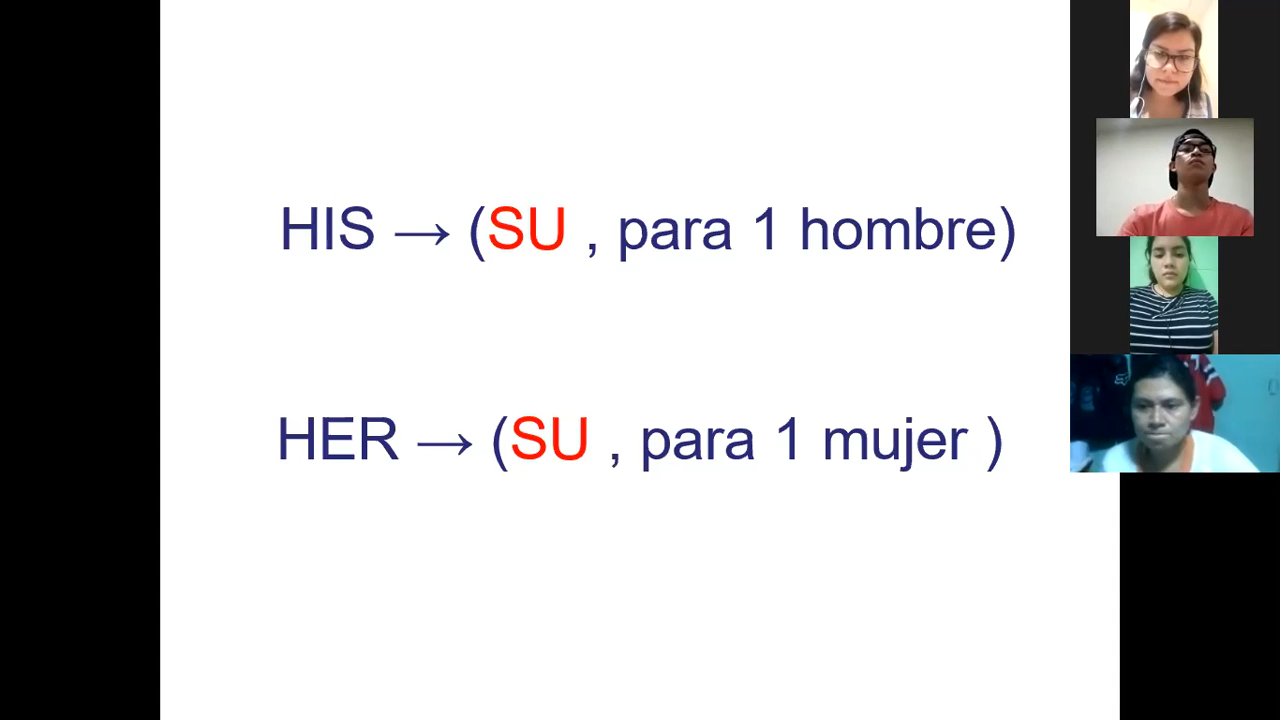 HIS → (SU , para 1 hombre)
HER → (SU , para 1 mujer )